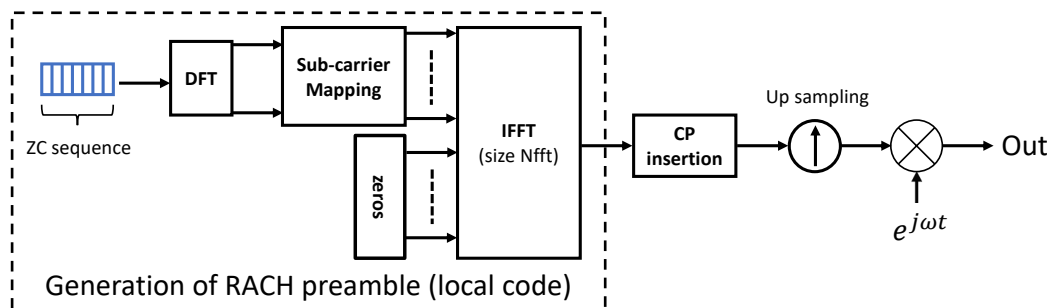 ZC sequence
DFT
Sub-carrier
Mapping
zeros
IFFT
(size Nfft)
CP
insertion
Up sampling
Out
e^{jωt}
Generation of RACH preamble (local code)